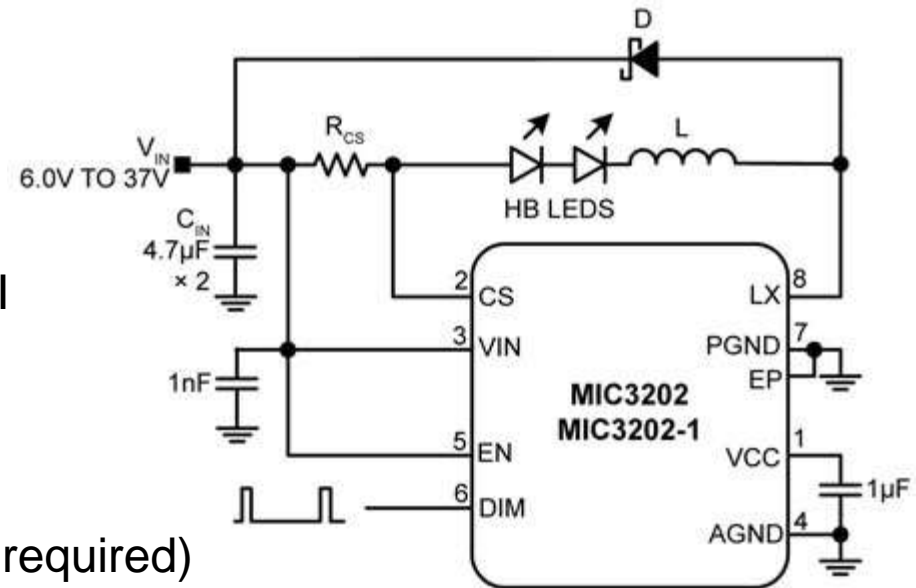 D
R_CS
L
V_IN
6.0V TO 37V
HB LEDS
C_IN
4.7µF
× 2
l
2
CS
8
LX
3
VIN
7
PGND
EP
1nF
MIC3202
MIC3202-1
5
EN
1
VCC
1µF
6
DIM
4
AGND
required)